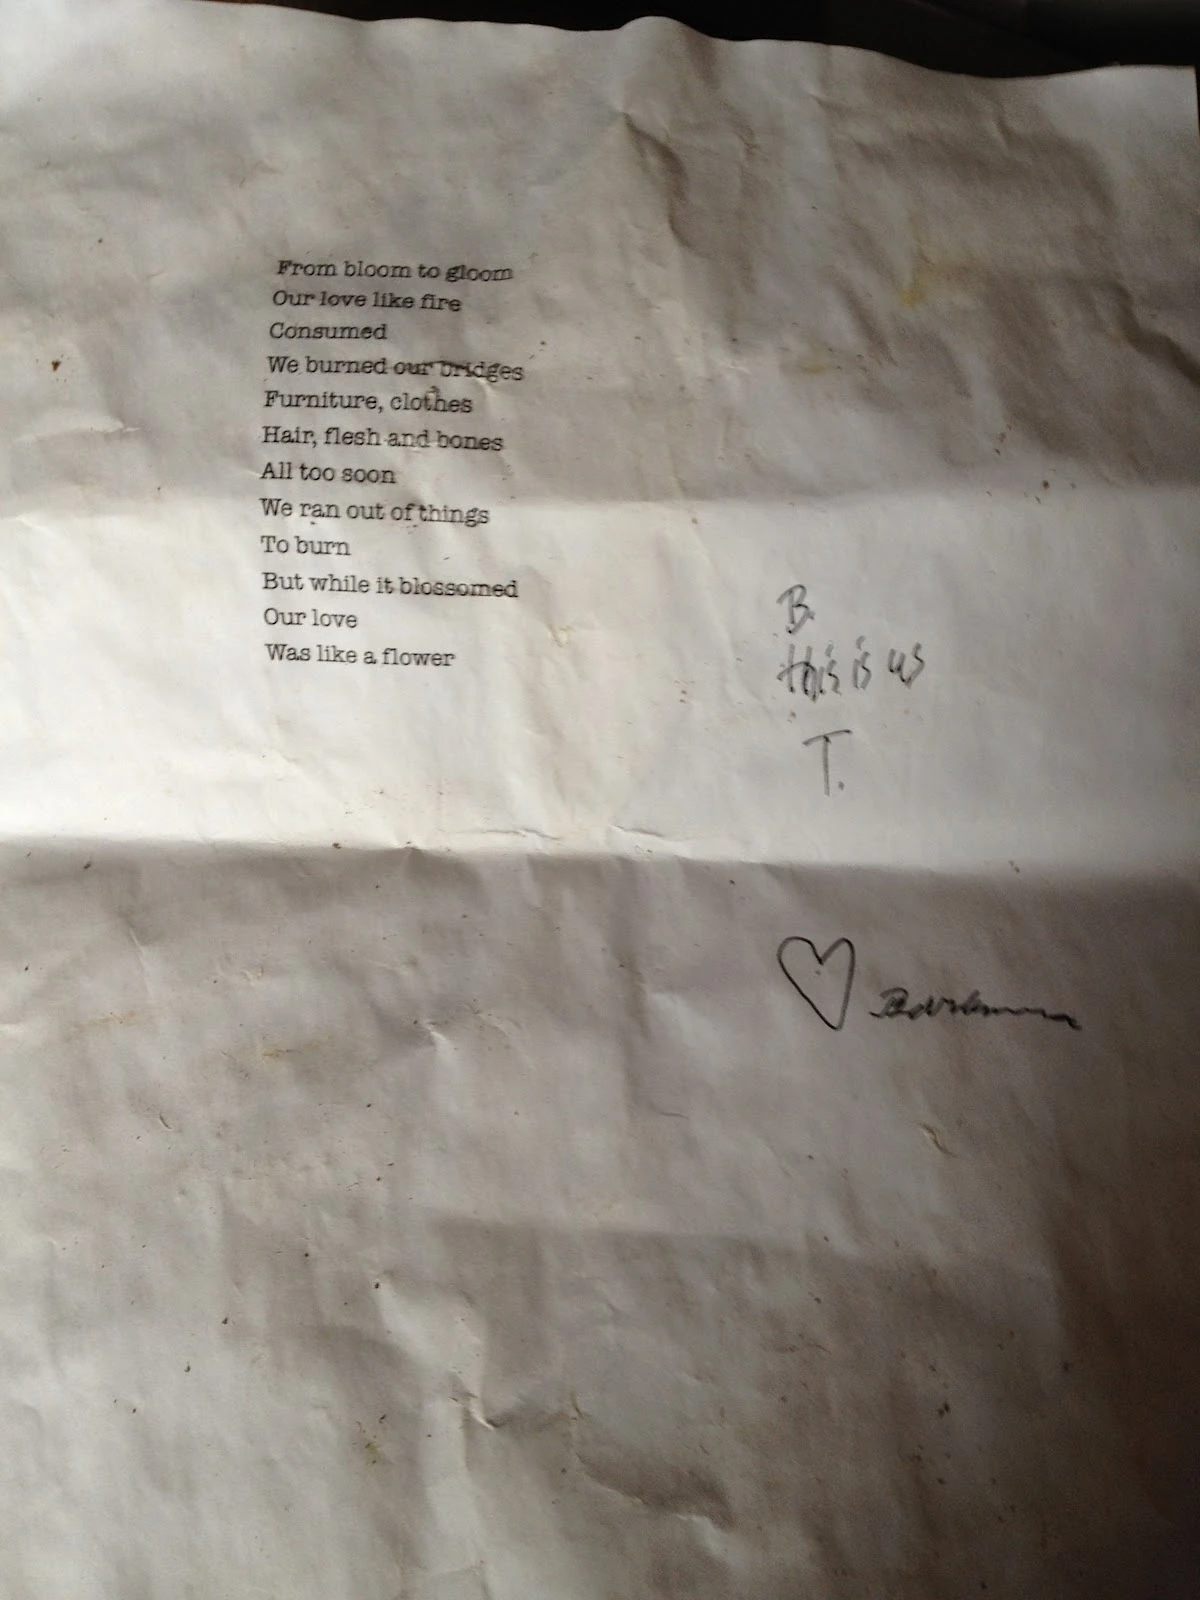 From bloom to gloom
Our love like fire
Consumed
We burned our bridges
Furniture, clothes
Hair, flesh and bones
All too soon
We ran out of things
To burn
But while it blossomed
Our love
Was like a flower
B.
this is us
T.